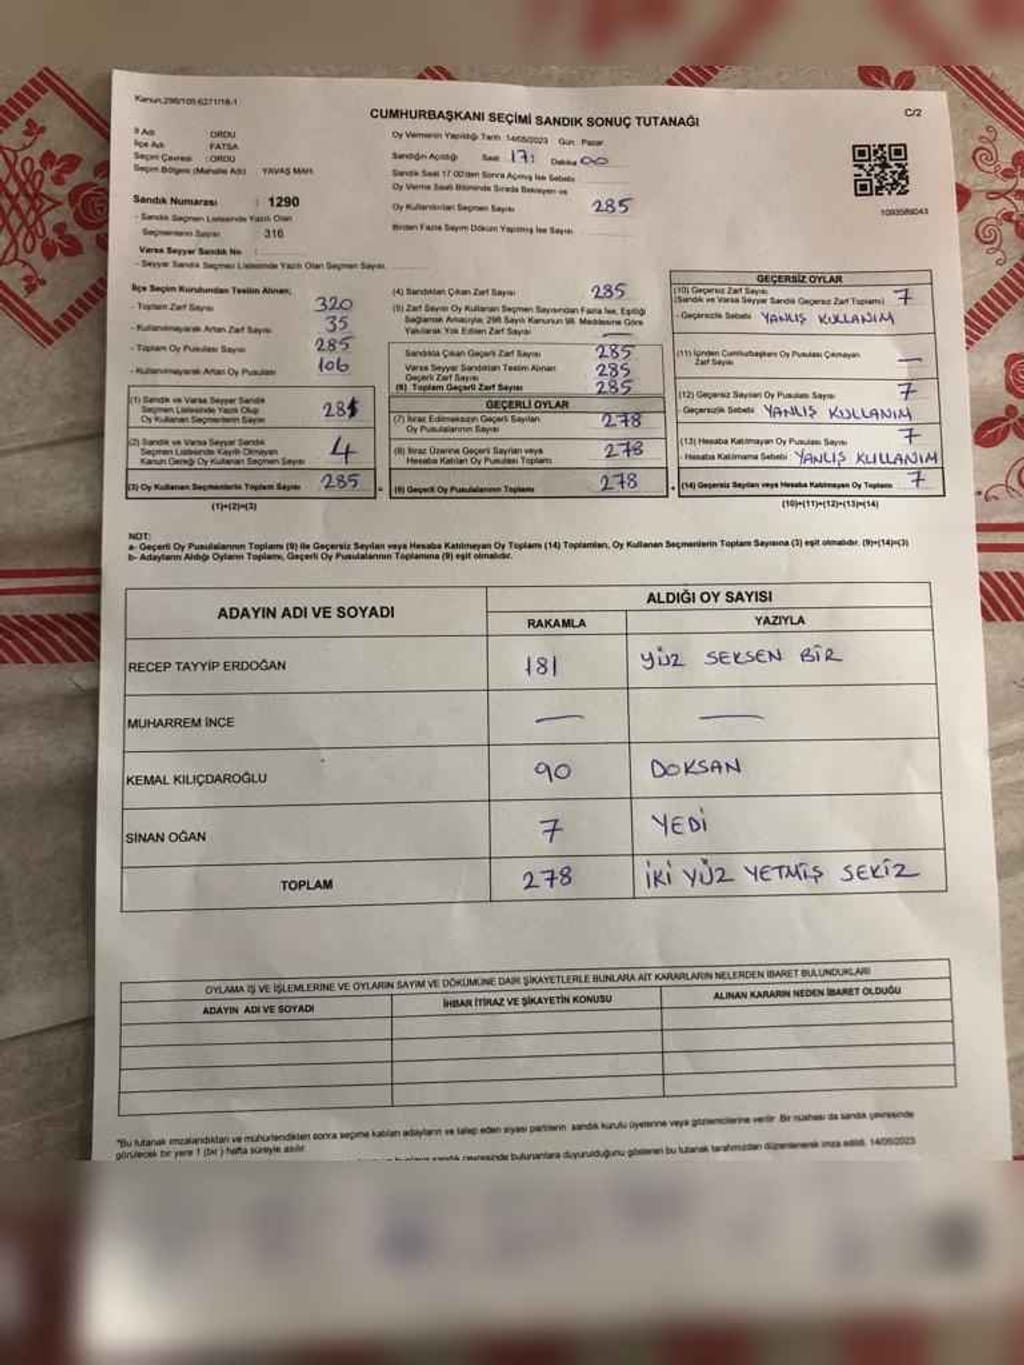 Kanun:298/105 6271/18-1
C/2
CUMHURBAŞKANI SEÇİMİ SANDIK SONUÇ TUTANAĞI
İl Adı : ORDU
İlçe Adı : FATSA
Seçim Çevresi : ORDU
Seçim Bölgesi (Mahalle Adı) YAVAŞ MAH.
Sandık Numarası : 1290
- Sandık Seçmen Listesinde Yazılı Olan
Seçmenlerin Sayısı 316
Varsa Seyyar Sandık No :
- Seyyar Sandık Seçmen Listesinde Yazılı Olan Seçmen Sayısı
Oy Vermenin Yapıldığı Tarih 14/05/2023 Gün: Pazar
Sandığın Açıldığı Saat 17: Dakika 00
Sandık Saat 17.00'den Sonra Açılmış İse Sebebi
Oy Verme Saati Bitiminde Sırada Bekleyen ve
Oy Kullandırılan Seçmen Sayısı 285
Birden Fazla Sayım Döküm Yapılmış İse Sayısı
1093589043
İlçe Seçim Kurulundan Teslim Alınan;
- Toplam Zarf Sayısı 320
- Kullanılmayarak Artan Zarf Sayısı 35
- Toplam Oy Pusulası Sayısı 285
- Kullanılmayarak Artan Oy Pusulası 106
(1) Sandık ve Varsa Seyyar Sandık
Seçmen Listesinde Yazılı Olup
Oy Kullanan Seçmenlerin Sayısı 281
(2) Sandık ve Varsa Seyyar Sandık
Seçmen Listesinde Kayıtlı Olmayan
Kanun Gereği Oy Kullanan Seçmen Sayısı 4
(3) Oy Kullanan Seçmenlerin Toplam Sayısı 285
(1)+(2)=(3)
(4) Sandıktan Çıkan Zarf Sayısı 285
(5) Zarf Sayısı Oy Kullanan Seçmen Sayısından Fazla İse, Eşitliği
Sağlamak Amacıyla; 298 Sayılı Kanunun 98. Maddesine Göre
Yakılarak Yok Edilen Zarf Sayısı
Sandıkta Çıkan Geçerli Zarf Sayısı 285
Varsa Seyyar Sandıktan Teslim Alınan
Geçerli Zarf Sayısı 285
(6) Toplam Geçerli Zarf Sayısı 285
GEÇERLİ OYLAR
(7) İtiraz Edilmeksizin Geçerli Sayılan
Oy Pusulalarının Sayısı 278
(8) İtiraz Üzerine Geçerli Sayılan veya
Hesaba Katılan Oy Pusulası Toplamı 278
= (9) Geçerli Oy Pusulalarının Toplamı 278
GEÇERSİZ OYLAR
(10) Geçersiz Zarf Sayısı
(Sandık ve Varsa Seyyar Sandık Geçersiz Zarf Toplamı) 7
- Geçersizlik Sebebi YANLIŞ KULLANIM
(11) İçinden Cumhurbaşkanı Oy Pusulası Çıkmayan
Zarf Sayısı —
(12) Geçersiz Sayılan Oy Pusulası Sayısı 7
- Geçersizlik Sebebi YANLIŞ KULLANIM
(13) Hesaba Katılmayan Oy Pusulası Sayısı 7
- Hesaba Katılmama Sebebi YANLIŞ KULLANIM
+ (14) Geçersiz Sayılan veya Hesaba Katılmayan Oy Toplamı 7
(10)+(11)+(12)+(13)=(14)
NOT:
a- Geçerli Oy Pusulalarının Toplamı (9) ile Geçersiz Sayılan veya Hesaba Katılmayan Oy Toplamı (14) Toplamları, Oy Kullanan Seçmenlerin Toplam Sayısına (3) eşit olmalıdır. (9)+(14)=(3)
b- Adayların Aldığı Oyların Toplamı, Geçerli Oy Pusulalarının Toplamına (9) eşit olmalıdır.
ADAYIN ADI VE SOYADI
ALDIĞI OY SAYISI
RAKAMLA YAZIYLA
RECEP TAYYİP ERDOĞAN 181 YÜZ SEKSEN BİR
MUHARREM İNCE — —
KEMAL KILIÇDAROĞLU 90 DOKSAN
SİNAN OĞAN 7 YEDİ
TOPLAM 278 İKİ YÜZ YETMİŞ SEKİZ
OYLAMA İŞ VE İŞLEMLERİNE VE OYLARIN SAYIM VE DÖKÜMÜNE DAİR ŞİKAYETLERLE BUNLARA AİT KARARLARIN NELERDEN İBARET BULUNDUKLARI
ADAYIN ADI VE SOYADI İHBAR İTİRAZ VE ŞİKAYETİN KONUSU ALINAN KARARIN NEDEN İBARET OLDUĞU
*Bu tutanak imzalandıktan ve mühürlendikten sonra seçime katılan adayların ve talep eden siyasi partilerin sandık kurulu üyelerine veya gözlemcilerine verilir. Bir nüshası da sandık çevresinde
görülecek bir yere 1 (bir) hafta süreyle asılır.
sandık çevresinde bulunanlara duyurulduğunu gösteren bu tutanak tarafımızdan düzenlenerek imza edildi. 14/05/2023